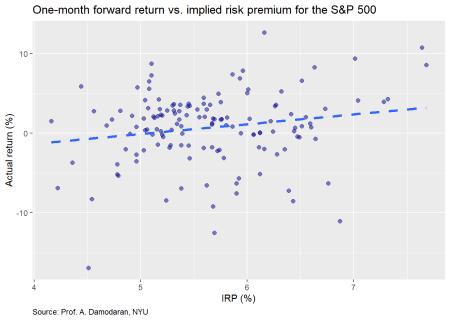 One-month forward return vs. implied risk premium for the S&P 500
Actual return (%)
10
0
-10
4
5
6
7
IRP (%)
Source: Prof. A. Damodaran, NYU